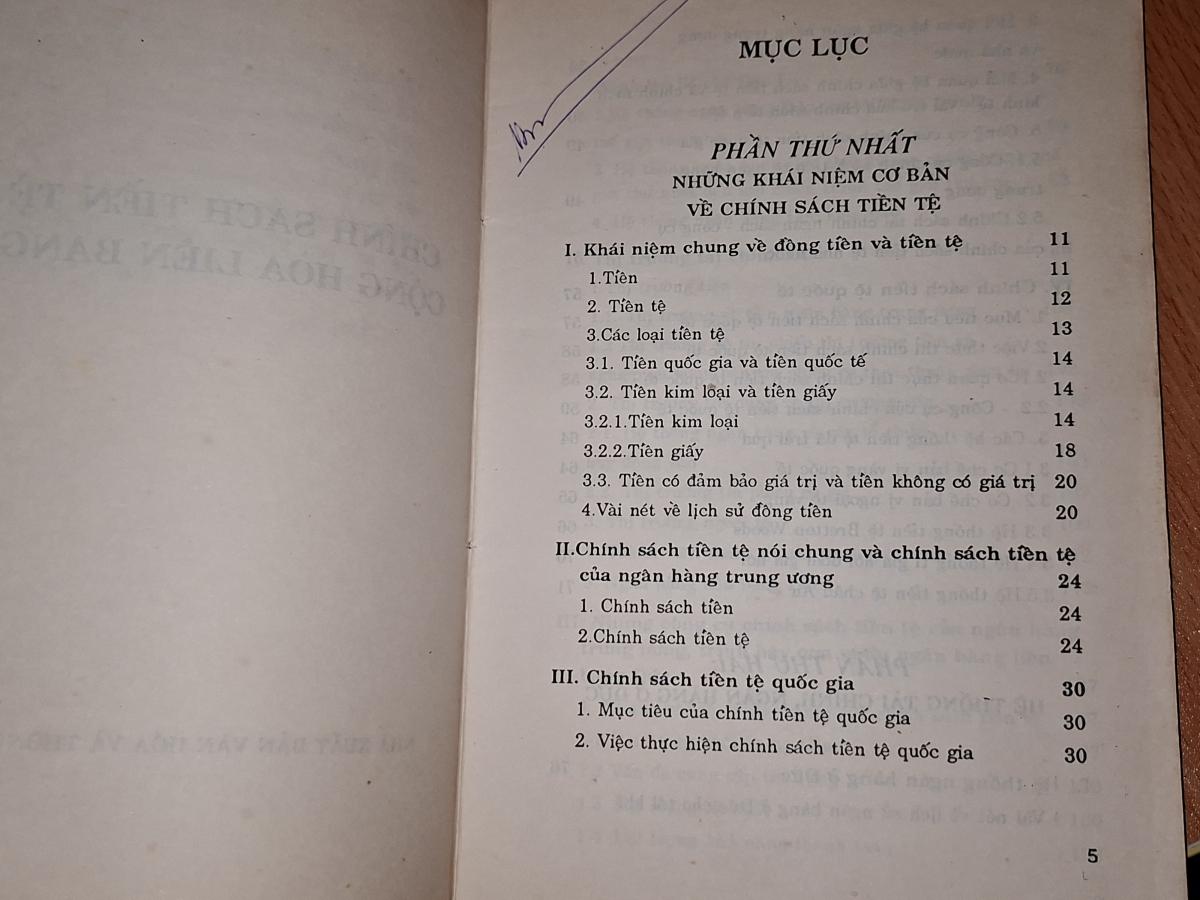 MỤC LỤC
PHẦN THỨ NHẤT
NHỮNG KHÁI NIỆM CƠ BẢN
VỀ CHÍNH SÁCH TIỀN TỆ
I. Khái niệm chung về đồng tiền và tiền tệ 11
1.Tiền 11
2. Tiền tệ 12
3.Các loại tiền tệ 13
3.1. Tiền quốc gia và tiền quốc tế 14
3.2. Tiền kim loại và tiền giấy 14
3.2.1.Tiền kim loại 14
3.2.2.Tiền giấy 18
3.3. Tiền có đảm bảo giá trị và tiền không có giá trị 20
4.Vài nét về lịch sử đồng tiền 20
II.Chính sách tiền tệ nói chung và chính sách tiền tệ
của ngân hàng trung ương 24
1. Chính sách tiền 24
2.Chính sách tiền tệ 24
III. Chính sách tiền tệ quốc gia 30
1. Mục tiêu của chính tiền tệ quốc gia 30
2. Việc thực hiện chính sách tiền tệ quốc gia 30
5